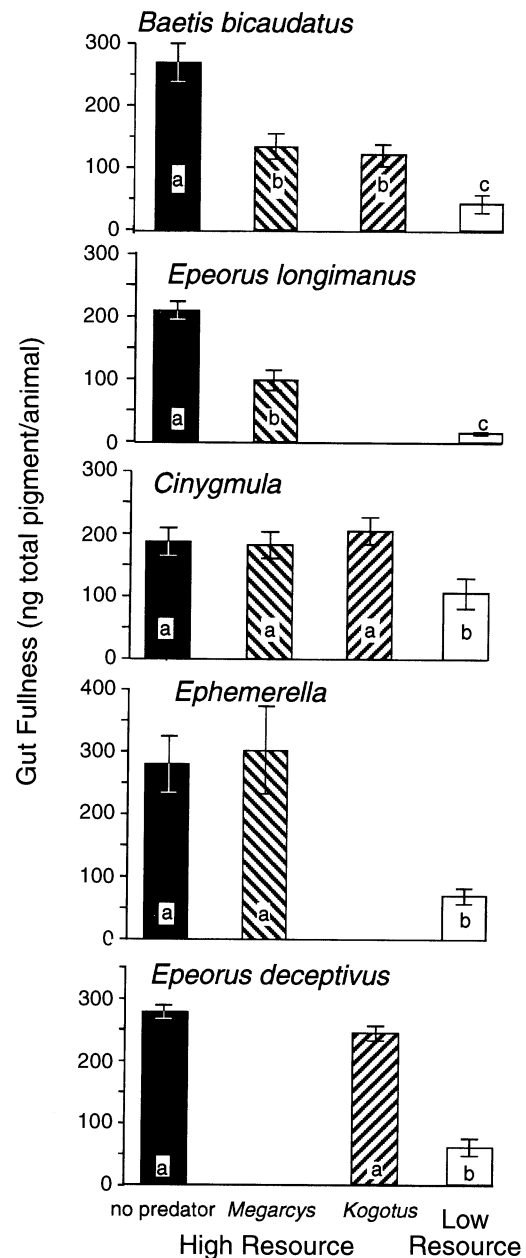 Baetis bicaudatus
300
200
100
0
a
b
b
c
Epeorus longimanus
300
200
100
0
a
b
c
Cinygmula
300
200
100
0
a
a
a
b
Ephemerella
400
300
200
100
0
a
a
b
Epeorus deceptivus
300
200
100
0
a
a
b
Gut Fullness (ng total pigment/animal)
no predator Megarcys Kogotus Low
High Resource Resource